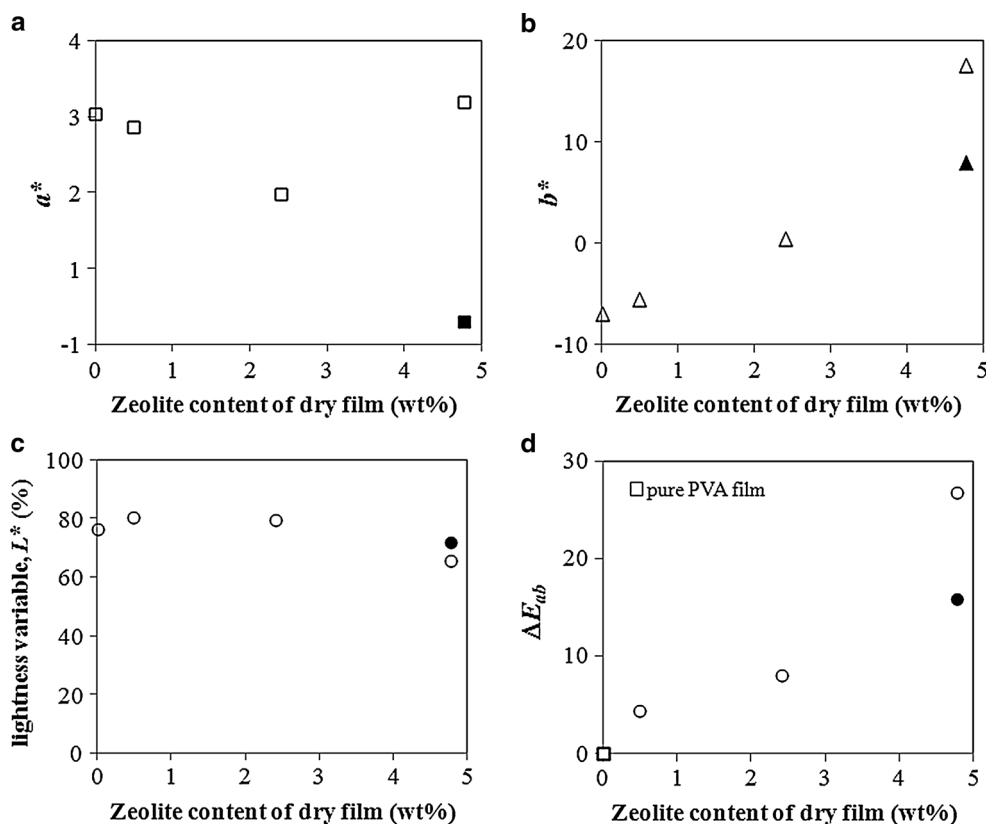 a
4
3
2
1
-1
a*
0 1 2 3 4 5
Zeolite content of dry film (wt%)
b
20
10
0
-10
b*
0 1 2 3 4 5
Zeolite content of dry film (wt%)
c
100
80
60
40
20
0
lightness variable, L* (%)
0 1 2 3 4 5
Zeolite content of dry film (wt%)
d
30
20
10
0
ΔEab
pure PVA film
0 1 2 3 4 5
Zeolite content of dry film (wt%)